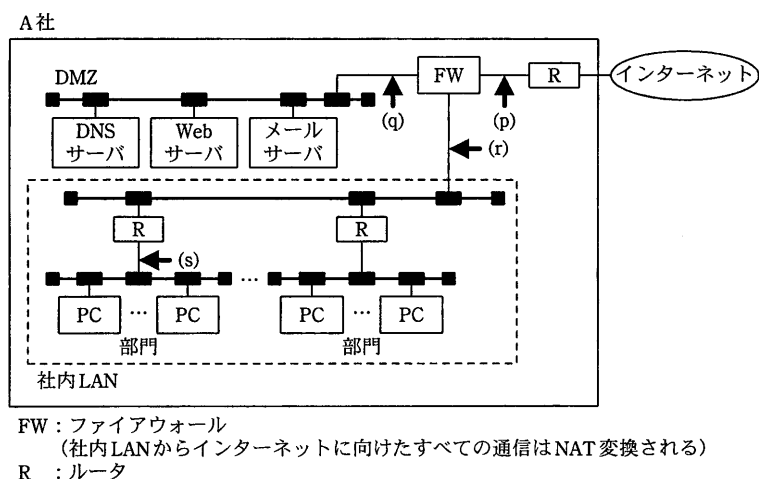 A社
DMZ
FW
R
インターネット
(q)
(p)
DNS
サーバ
Web
サーバ
メール
サーバ
(r)
R
R
(s)
…
PC
…
PC
PC
…
PC
部門
部門
社内LAN
FW：ファイアウォール
（社内LANからインターネットに向けたすべての通信はNAT変換される）
R ：ルータ